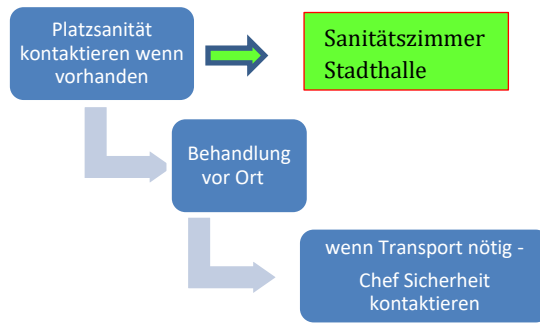 Platzsanität
kontaktieren wenn
vorhanden
Sanitätszimmer
Stadthalle
Behandlung
vor Ort
wenn Transport nötig -
Chef Sicherheit
kontaktieren